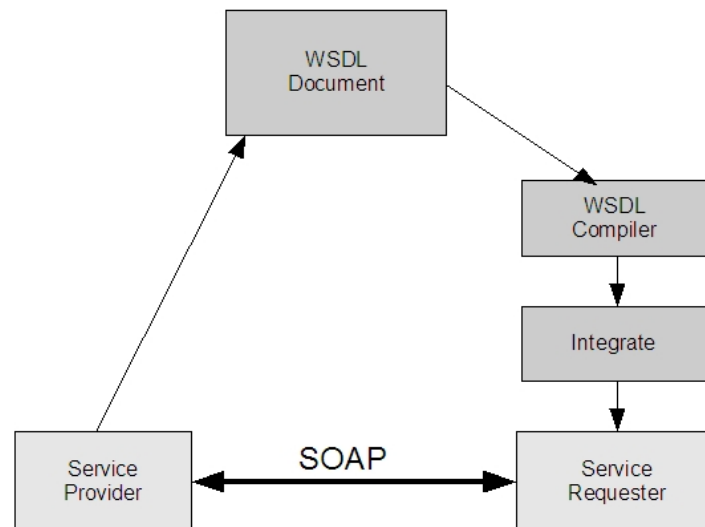 WSDL
Document
WSDL
Compiler
Integrate
SOAP
Service
Provider
Service
Requester